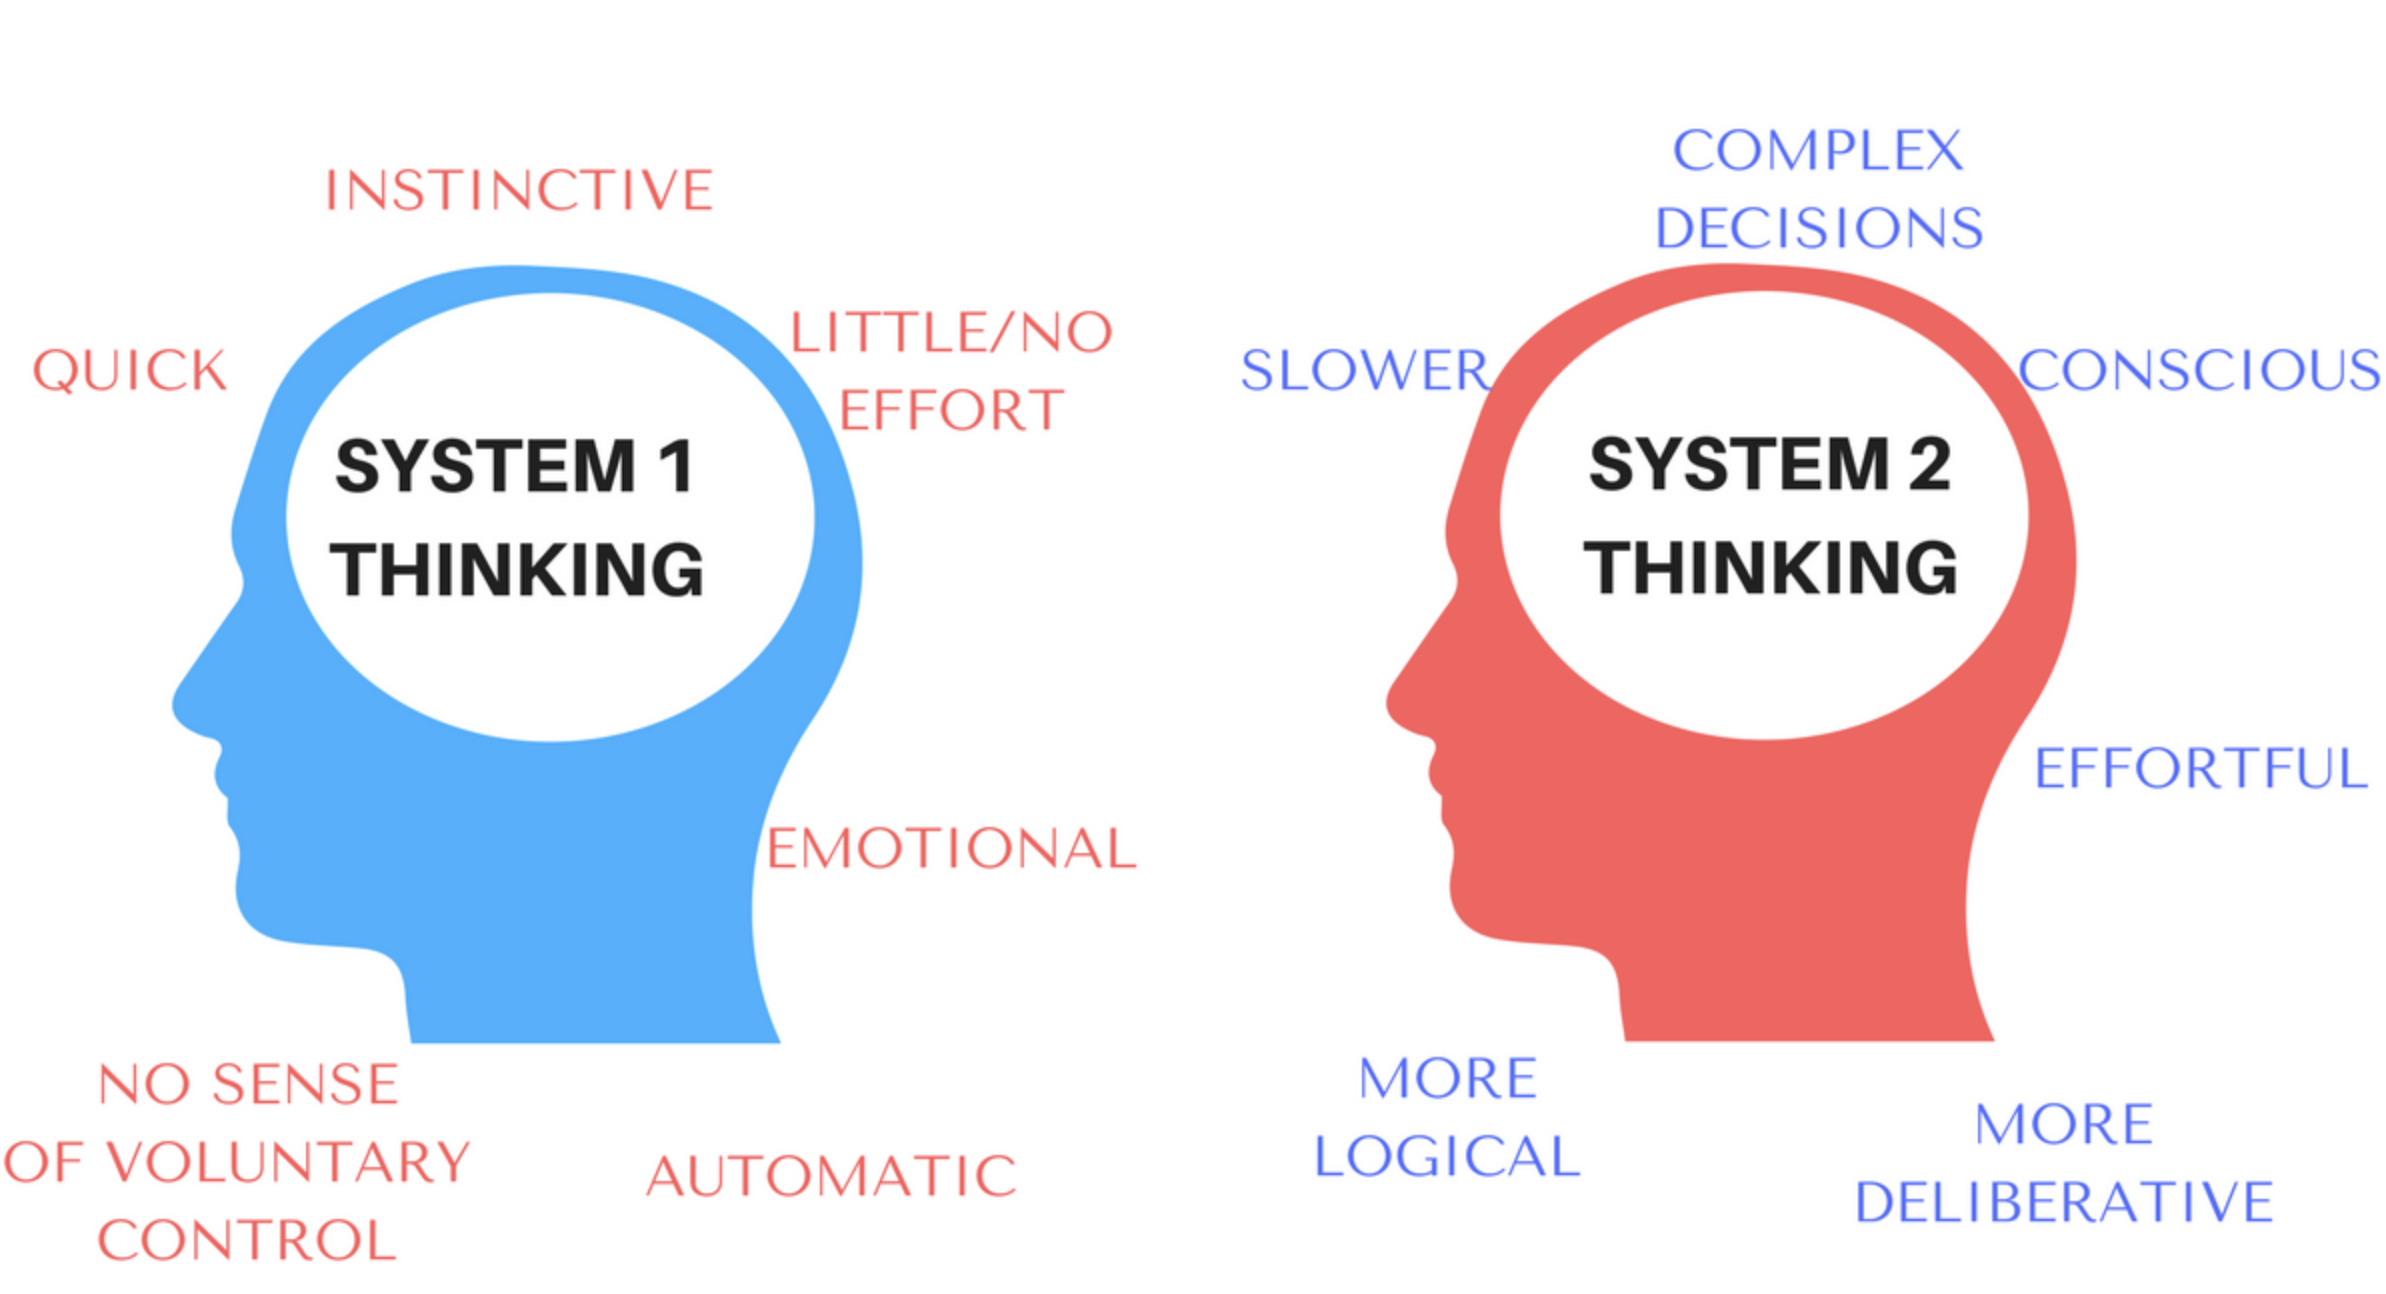 INSTINCTIVE
QUICK
LITTLE/NO
EFFORT
SYSTEM 1
THINKING
EMOTIONAL
NO SENSE
OF VOLUNTARY
CONTROL
AUTOMATIC
COMPLEX
DECISIONS
SLOWER
CONSCIOUS
SYSTEM 2
THINKING
EFFORTFUL
MORE
LOGICAL
MORE
DELIBERATIVE